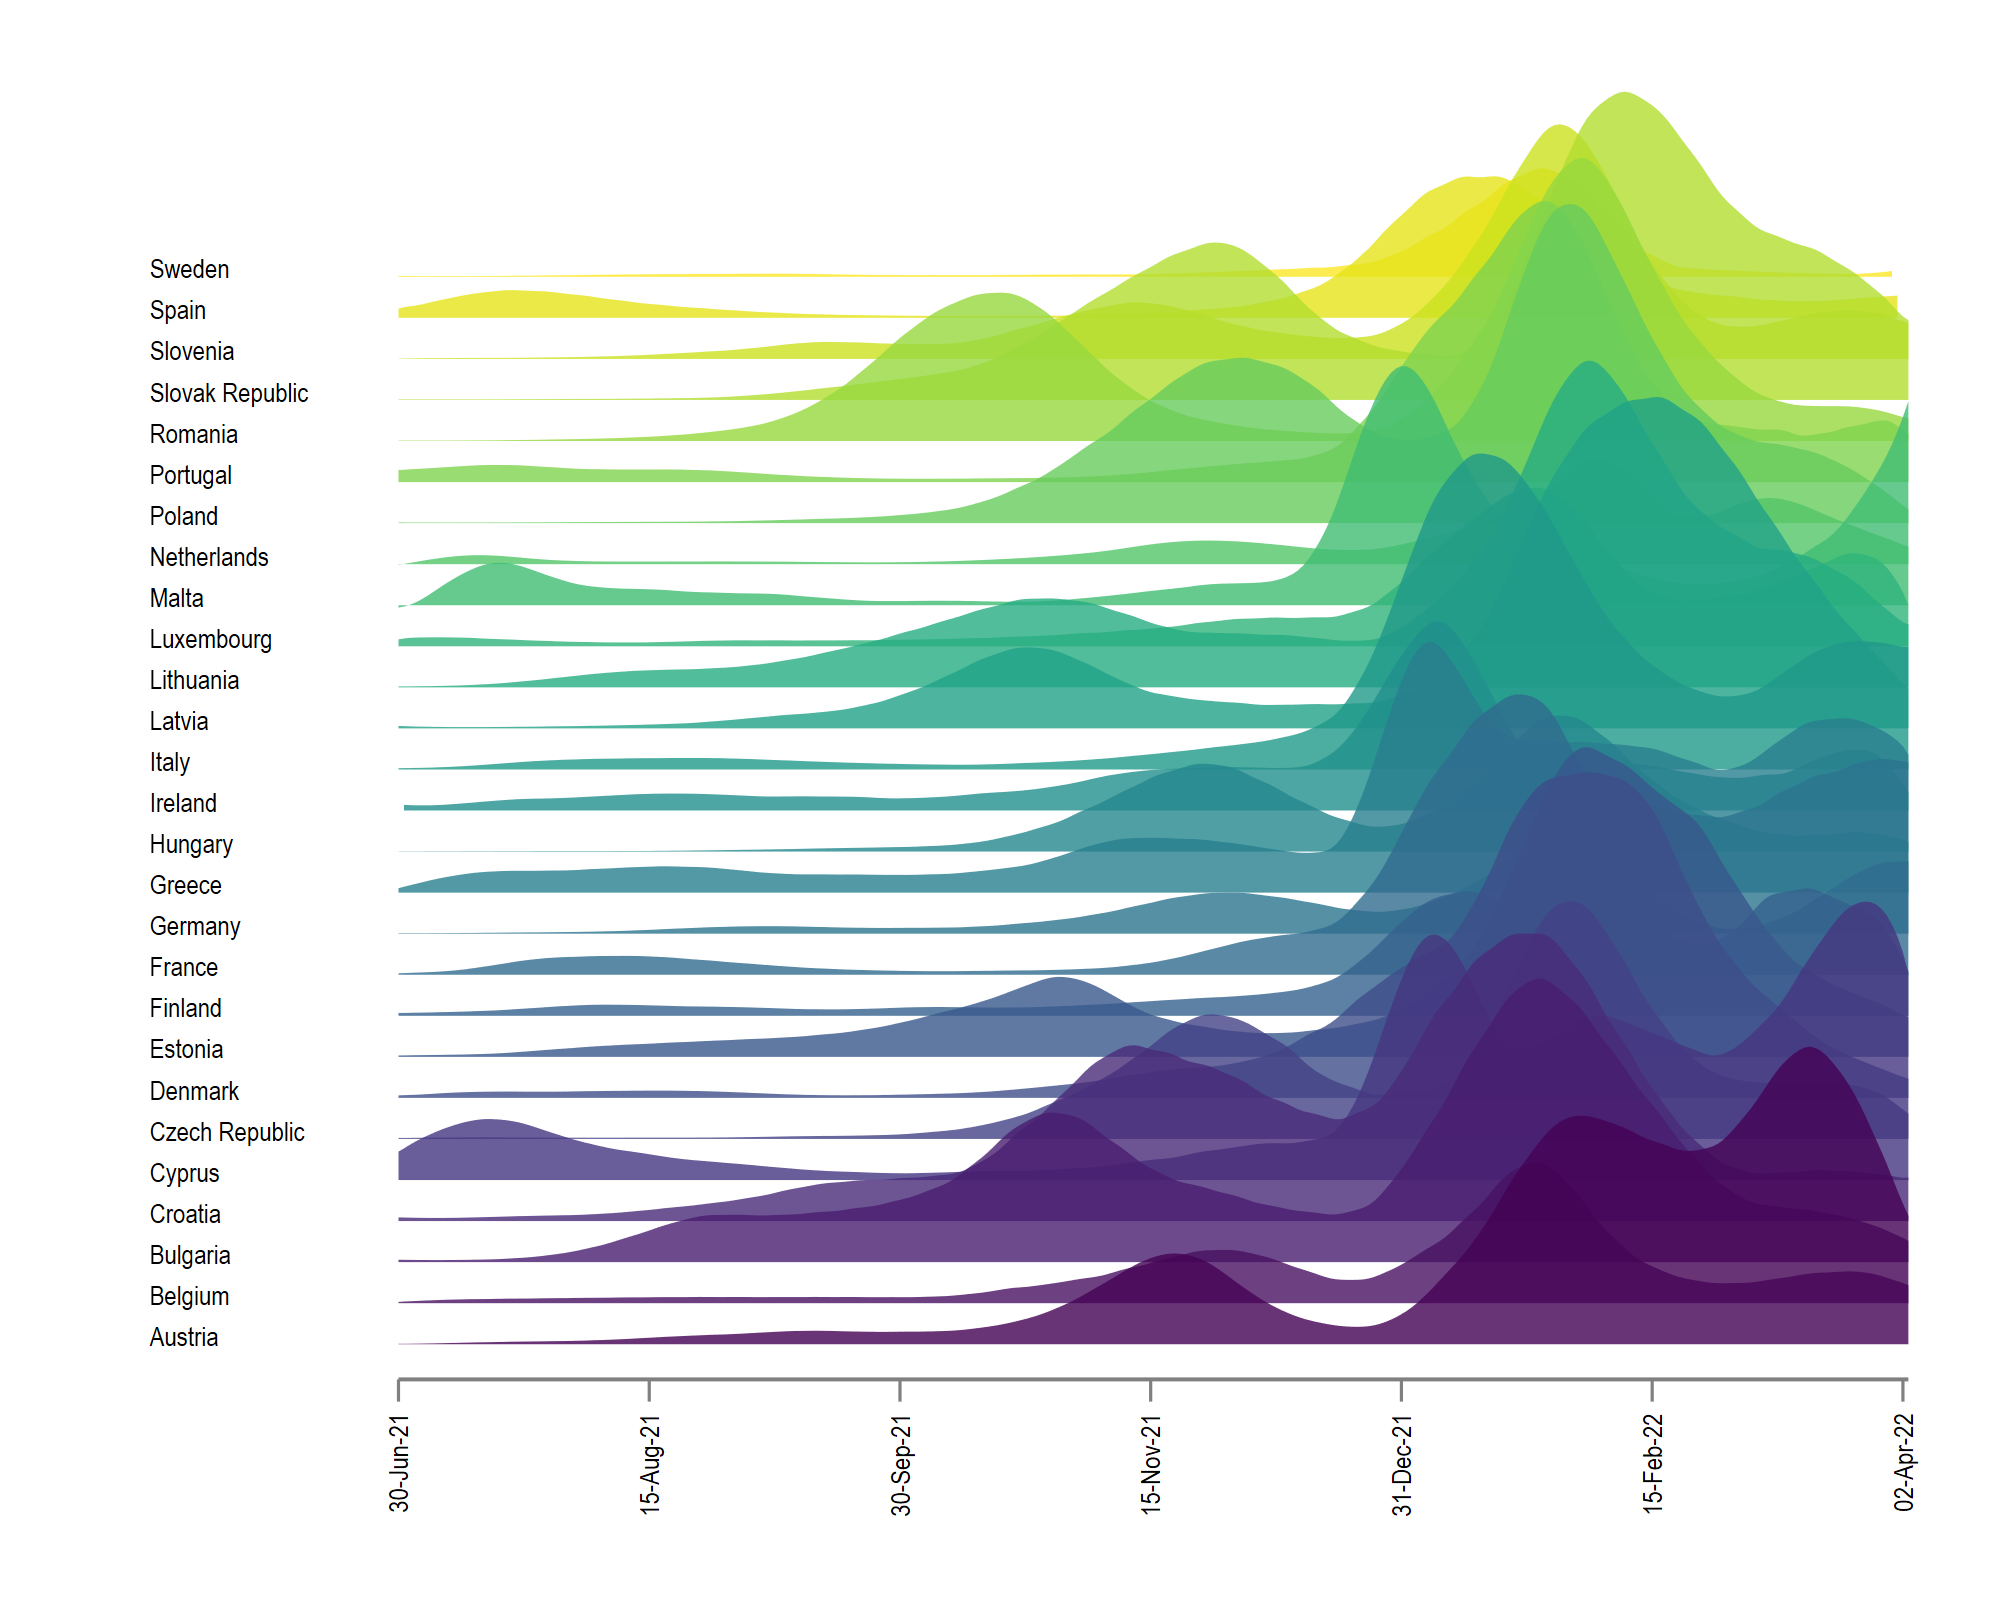 Sweden
Spain
Slovenia
Slovak Republic
Romania
Portugal
Poland
Netherlands
Malta
Luxembourg
Lithuania
Latvia
Italy
Ireland
Hungary
Greece
Germany
France
Finland
Estonia
Denmark
Czech Republic
Cyprus
Croatia
Bulgaria
Belgium
Austria
30-Jun-21
15-Aug-21
30-Sep-21
15-Nov-21
31-Dec-21
15-Feb-22
02-Apr-22